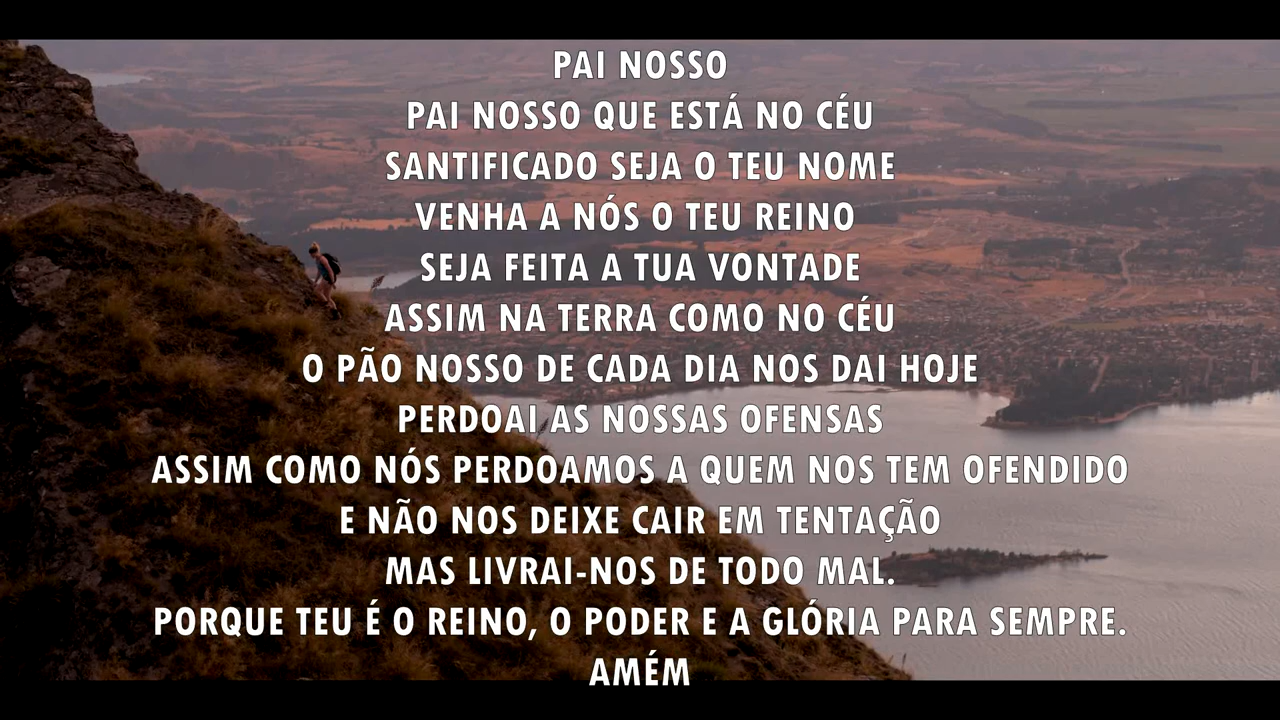 PAI NOSSO
PAI NOSSO QUE ESTÁ NO CÉU
SANTIFICADO SEJA O TEU NOME
VENHA A NÓS O TEU REINO
SEJA FEITA A TUA VONTADE
ASSIM NA TERRA COMO NO CÉU
O PÃO NOSSO DE CADA DIA NOS DAI HOJE
PERDOAI AS NOSSAS OFENSAS
ASSIM COMO NÓS PERDOAMOS A QUEM NOS TEM OFENDIDO
E NÃO NOS DEIXE CAIR EM TENTAÇÃO
MAS LIVRAI-NOS DE TODO MAL.
PORQUE TEU É O REINO, O PODER E A GLÓRIA PARA SEMPRE.
AMÉM